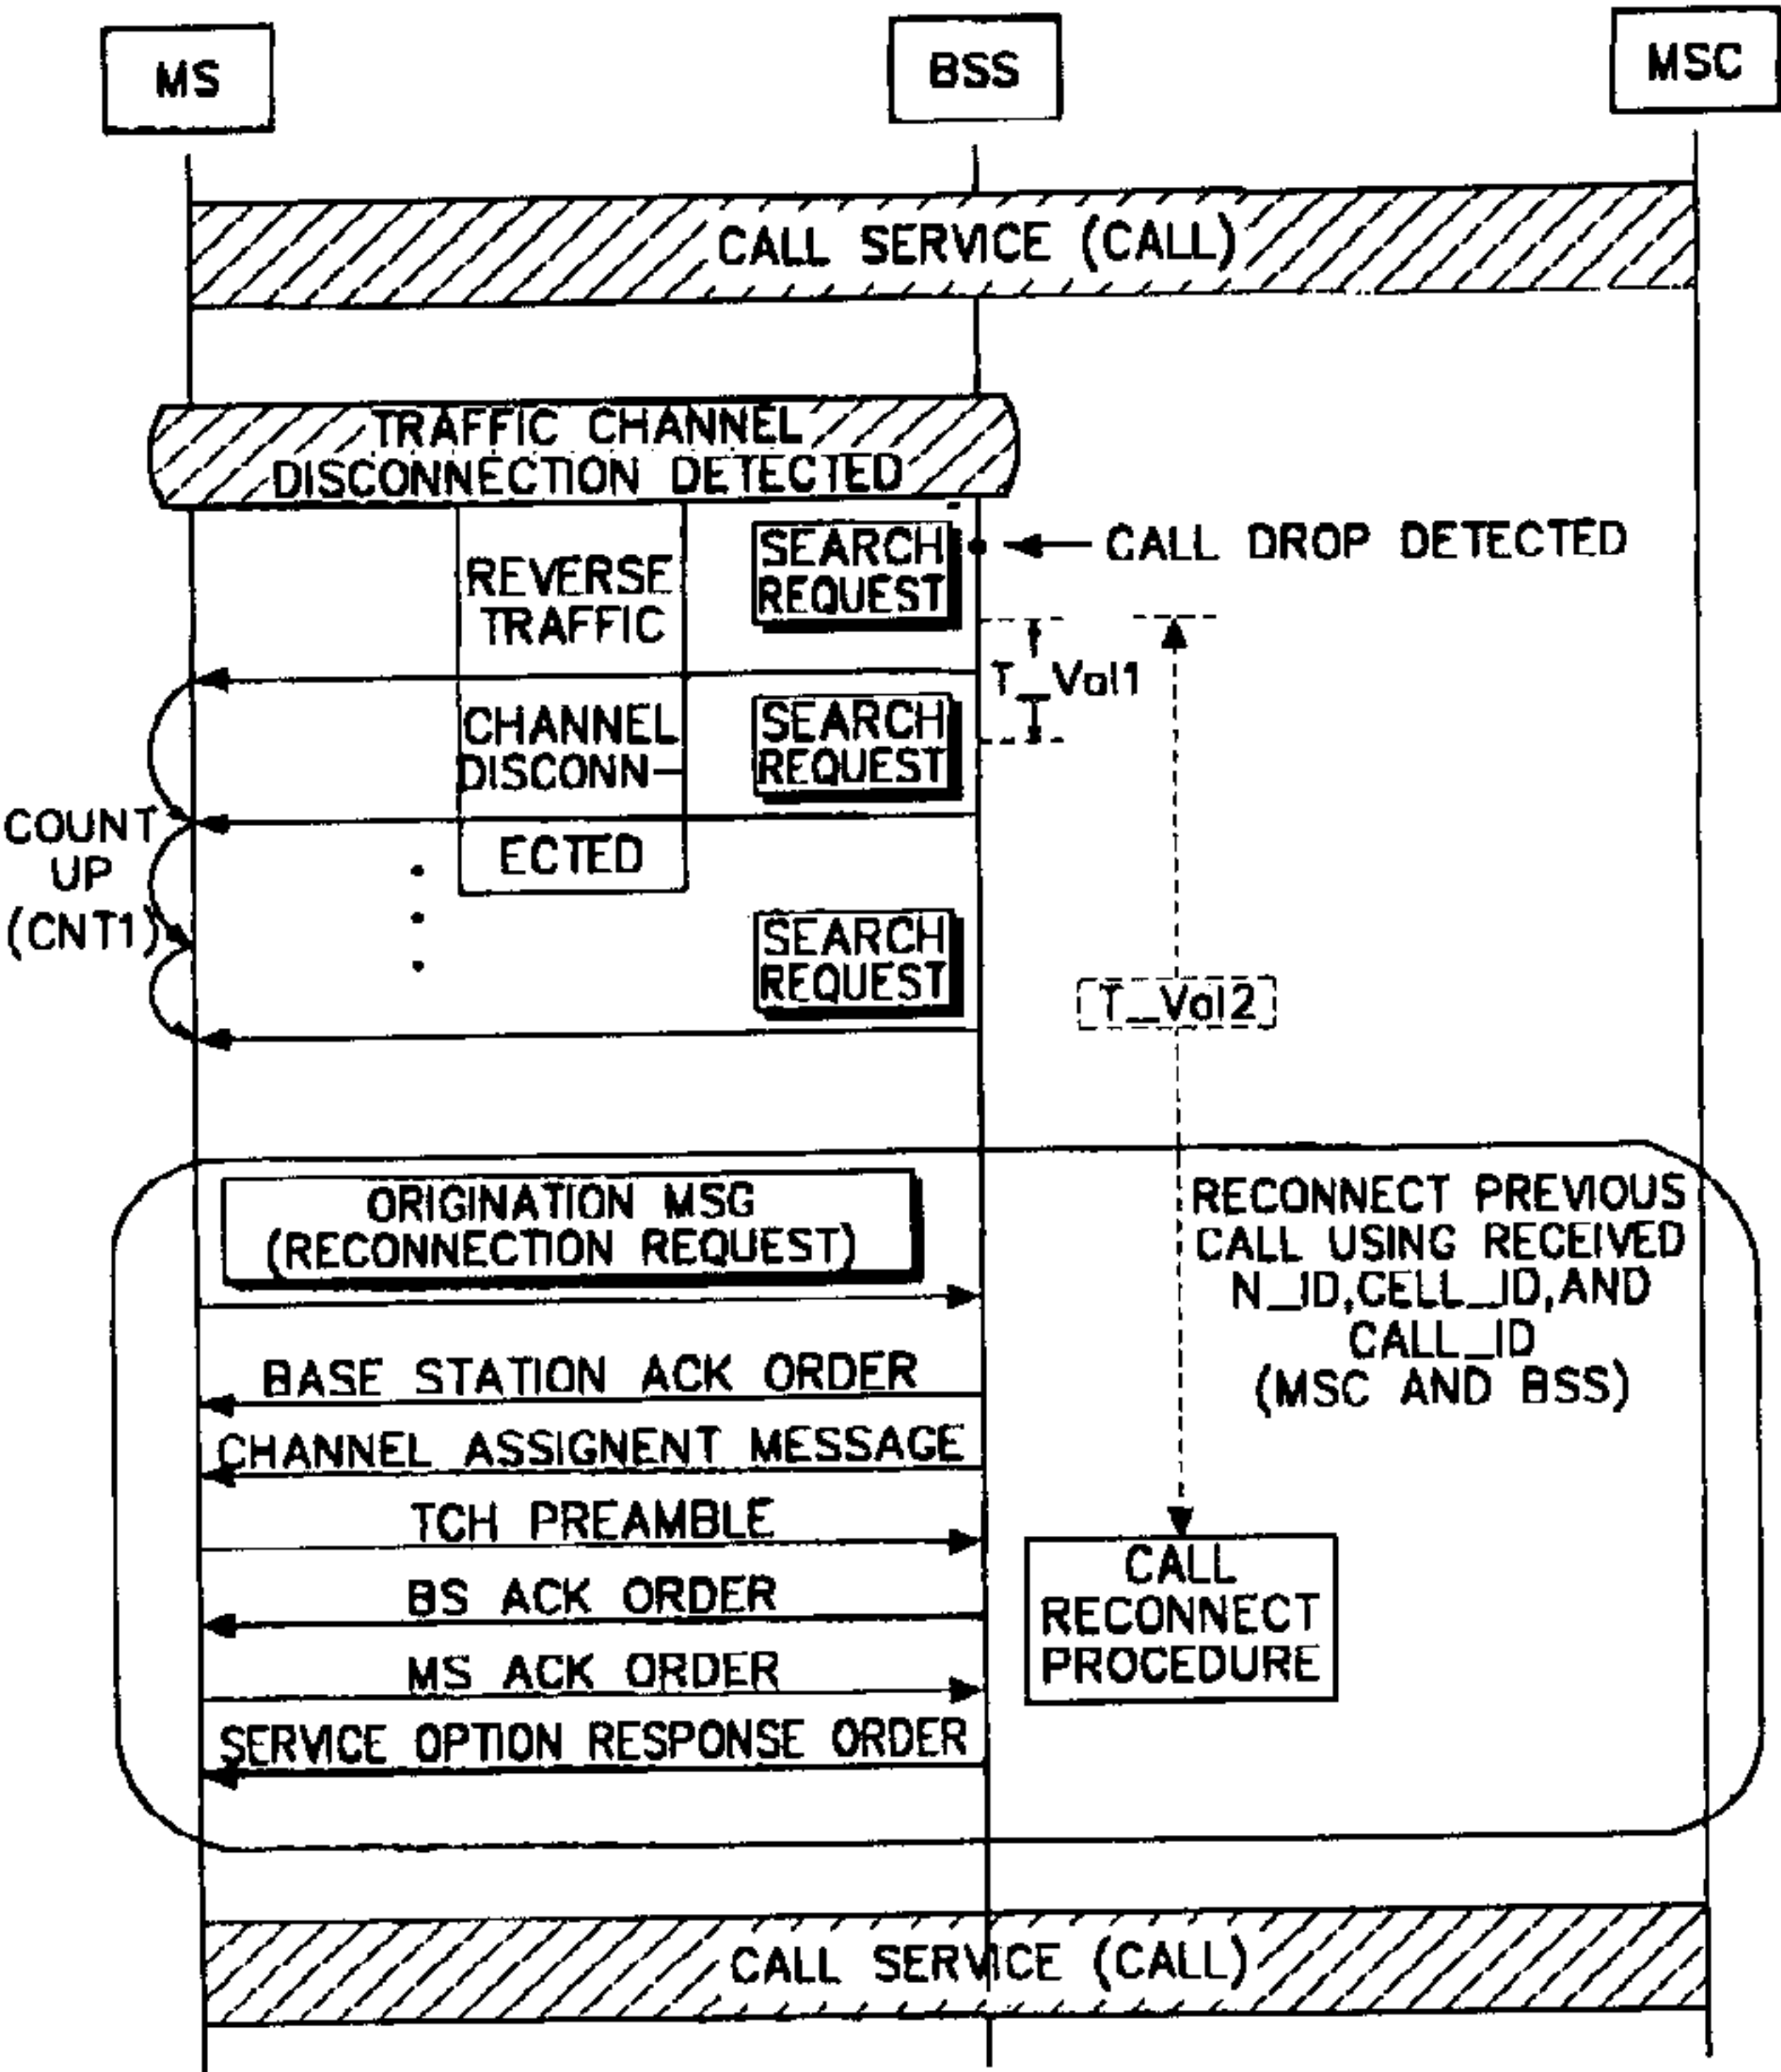 MS
BSS
MSC
CALL SERVICE (CALL)
TRAFFIC CHANNEL
DISCONNECTION DETECTED
SEARCH
REQUEST
CALL DROP DETECTED
REVERSE
TRAFFIC
T_Val1
CHANNEL
DISCONN-
ECTED
SEARCH
REQUEST
COUNT
UP
(CNT1)
SEARCH
REQUEST
T_Val2
ORIGINATION MSG
(RECONNECTION REQUEST)
RECONNECT PREVIOUS
CALL USING RECEIVED
N_ID,CELL_ID,AND
CALL_ID
(MSC AND BSS)
BASE STATION ACK ORDER
CHANNEL ASSIGNENT MESSAGE
TCH PREAMBLE
BS ACK ORDER
MS ACK ORDER
SERVICE OPTION RESPONSE ORDER
CALL
RECONNECT
PROCEDURE
CALL SERVICE (CALL)